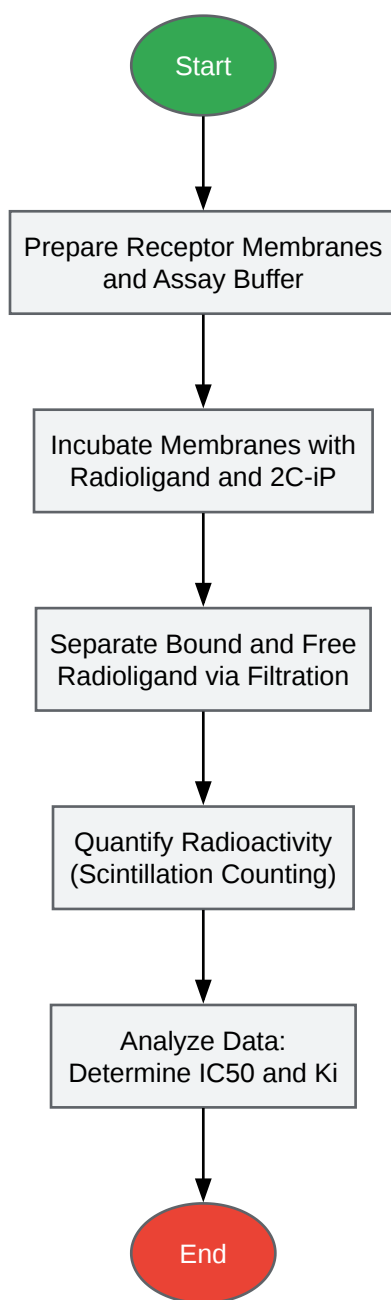 Start
Prepare Receptor Membranes
and Assay Buffer
Incubate Membranes with
Radioligand and 2C-iP
Separate Bound and Free
Radioligand via Filtration
Quantify Radioactivity
(Scintillation Counting)
Analyze Data:
Determine IC50 and Ki
End